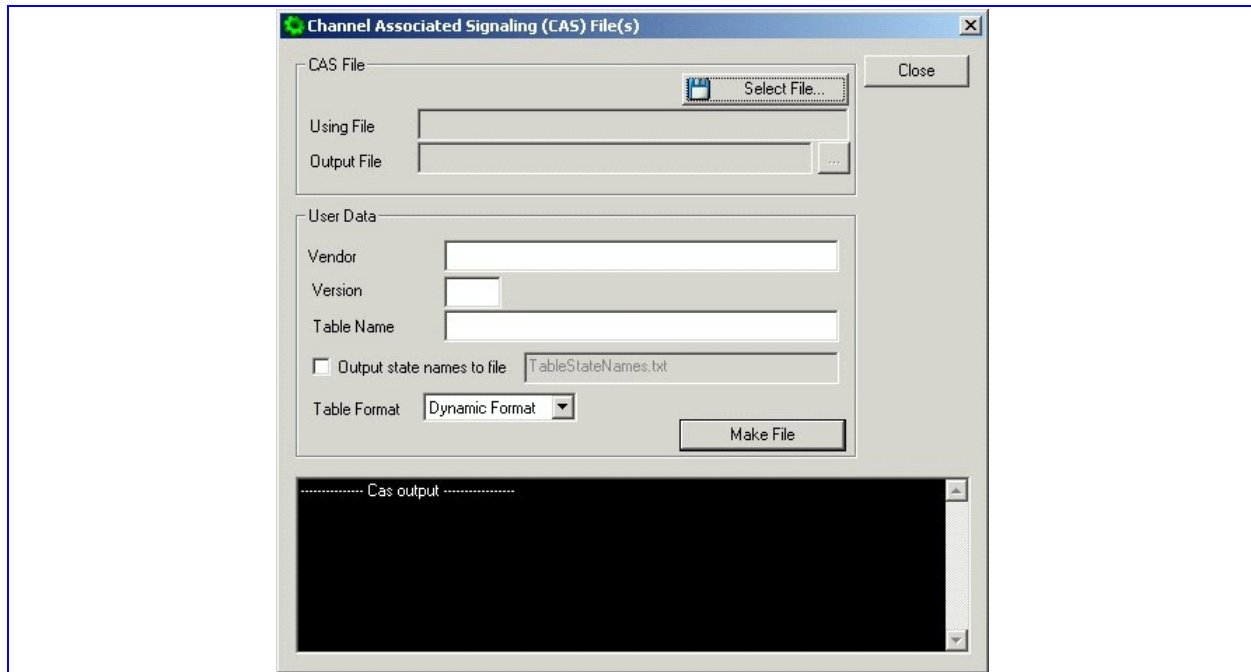 Channel Associated Signaling (CAS) File(s)
CAS File
Close
Select File...
Using File
Output File
...
User Data
Vendor
Version
Table Name
Output state names to file TableStateNames.txt
Table Format Dynamic Format
Make File
--------------- Cas output -----------------